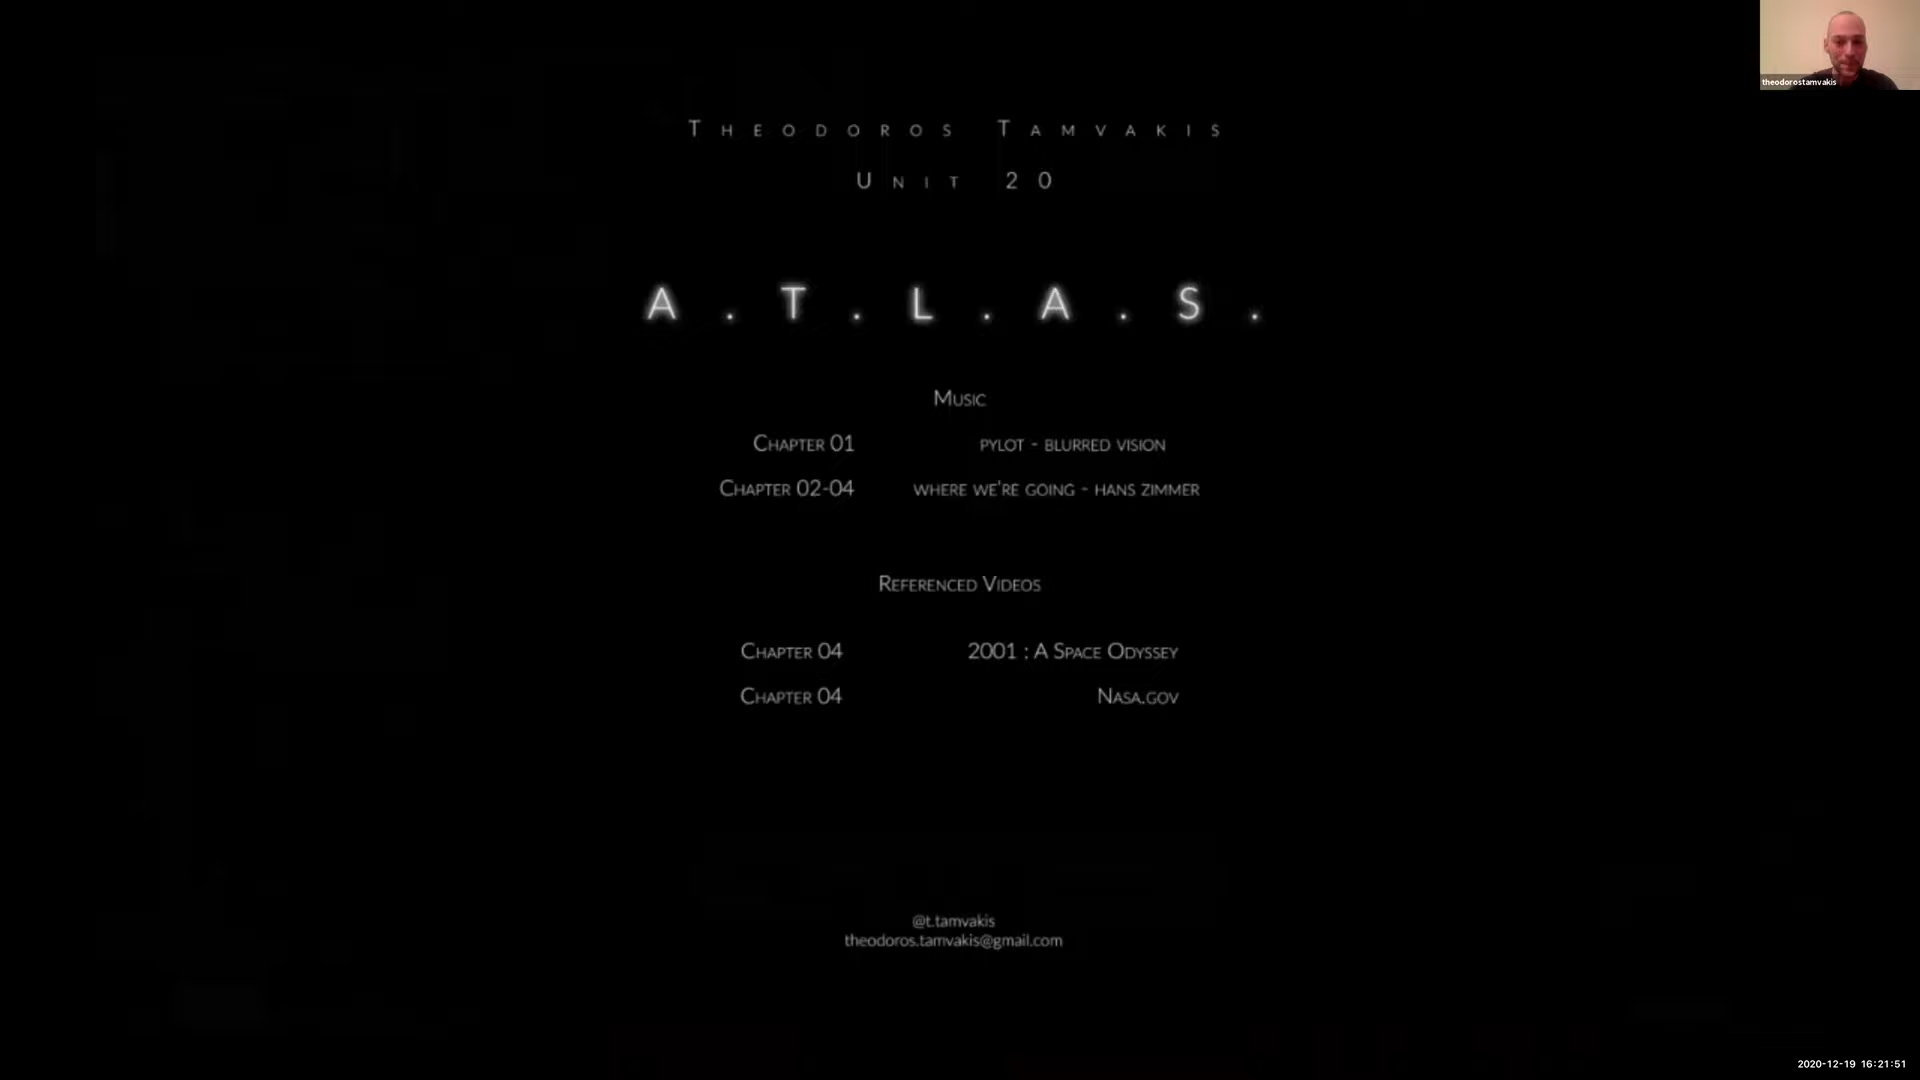 theodorostamvakis
Theodoros Tamvakis
Unit 20
A.T.L.A.S.
Music
Chapter 01 pylot - blurred vision
Chapter 02-04 where we're going - hans zimmer
Referenced Videos
Chapter 04 2001 : A Space Odyssey
Chapter 04 Nasa.gov
@t.tamvakis
theodoros.tamvakis@gmail.com
2020-12-19 16:21:51